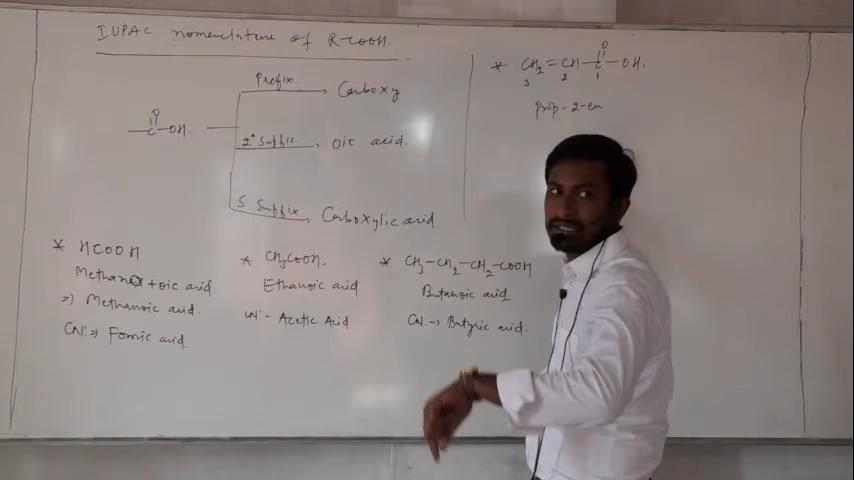 IUPAC nomenclature of R-COOH.
Prefix
Carboxy
O
-C-OH
2° Suffix, Oic acid.
S Suffix
Carboxylic acid
* HCOOH
Methane + oic acid
=) Methanoic acid.
CN:=) Formic acid.
* CH3COOH.
Ethanoic acid
CN:- Acetic Acid
* CH3-CH2-CH2-COOH
Butanoic acid
CN.-> Butyric acid.
O
* CH2=CH-C-OH.
3 2 1
Prop-2-en